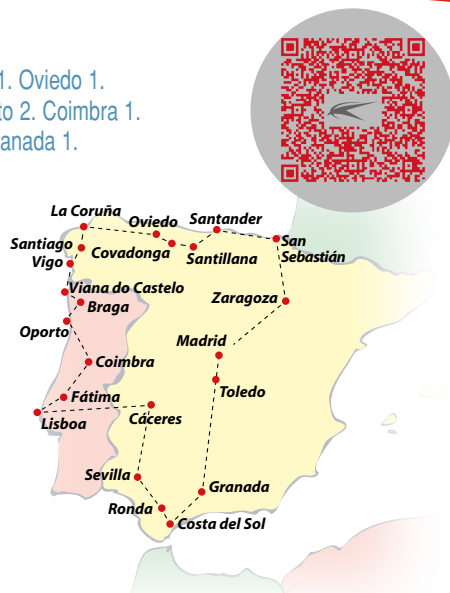 1. Oviedo 1.
to 2. Coimbra 1.
anada 1.
La Coruña
Oviedo
Santander
Santiago
Covadonga
San
Sebastián
Vigo
Santillana
Viana do Castelo
Braga
Zaragoza
Oporto
Madrid
Coimbra
Toledo
Fátima
Cáceres
Lisboa
Sevilla
Granada
Ronda
Costa del Sol